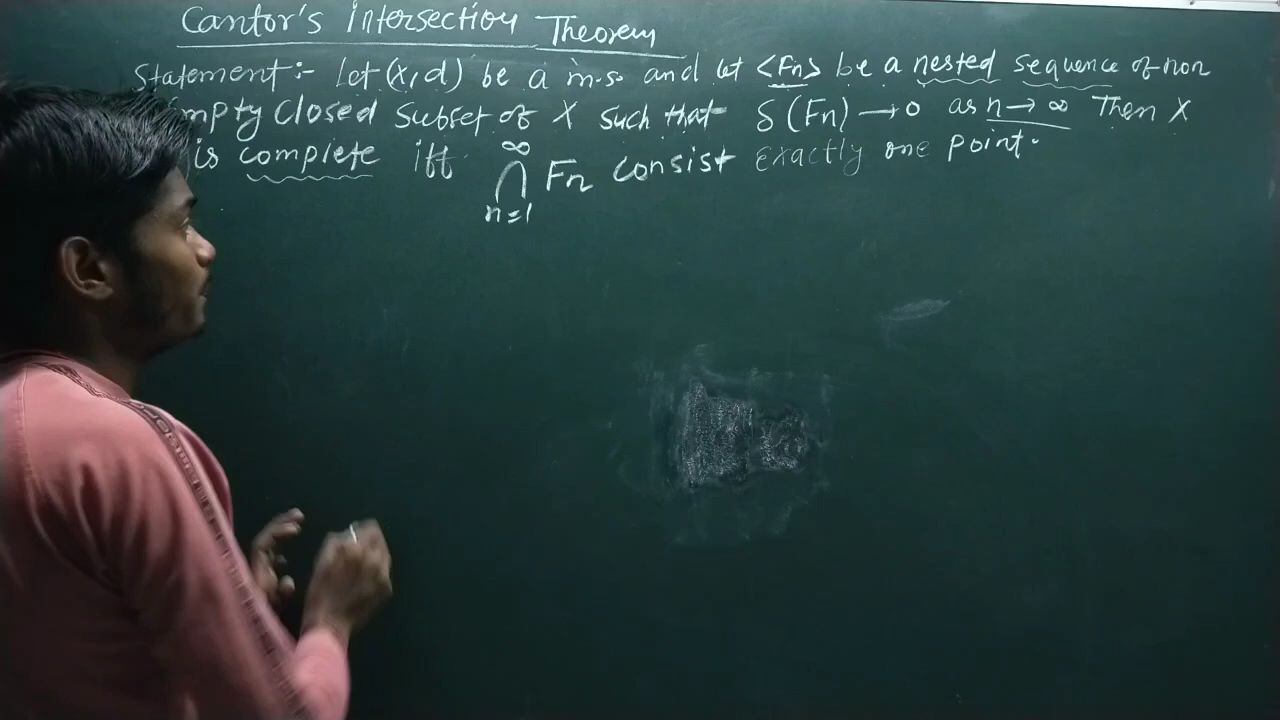 Cantor's Intersection Theorem
Statement:- Let (X, d) be a m.s. and let <Fn> be a nested sequence of non
mpty closed subset of X such that δ(Fn) → 0 as n → ∞ Then X
is complete iff ∞ ∩ n=1 Fn consist exactly one point.